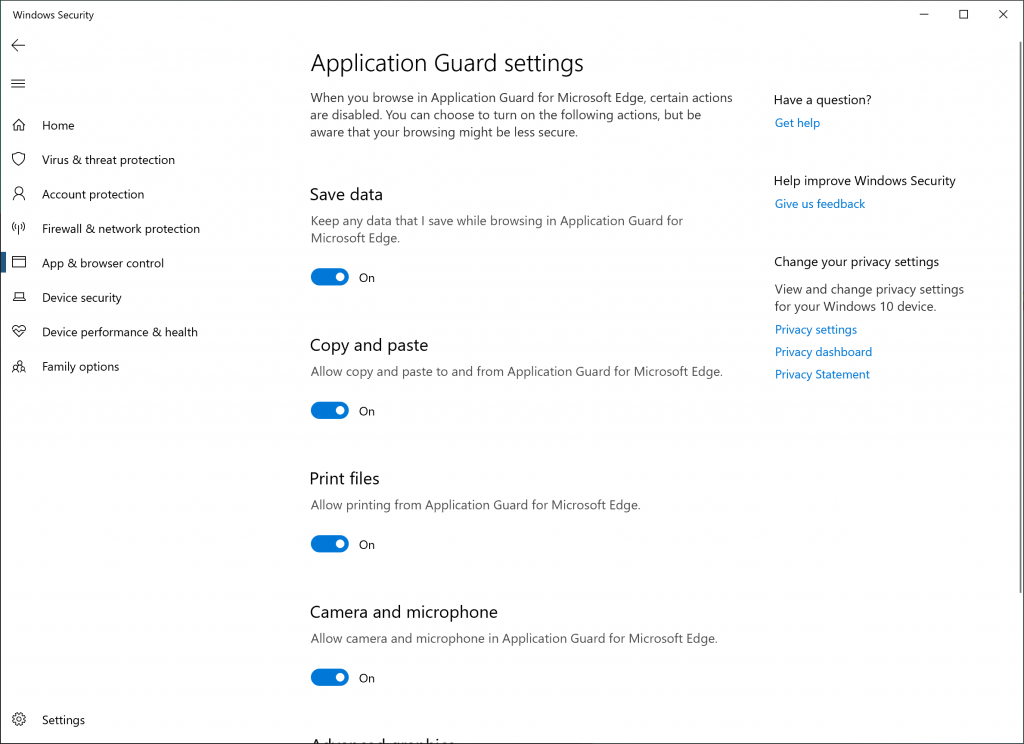 Windows Security
Home
Virus & threat protection
Account protection
Firewall & network protection
App & browser control
Device security
Device performance & health
Family options
Settings
Application Guard settings
When you browse in Application Guard for Microsoft Edge, certain actions
are disabled. You can choose to turn on the following actions, but be
aware that your browsing might be less secure.
Save data
Keep any data that I save while browsing in Application Guard for
Microsoft Edge.
On
Copy and paste
Allow copy and paste to and from Application Guard for Microsoft Edge.
On
Print files
Allow printing from Application Guard for Microsoft Edge.
On
Camera and microphone
Allow camera and microphone in Application Guard for Microsoft Edge.
On
Advanced graphics
Have a question?
Get help
Help improve Windows Security
Give us feedback
Change your privacy settings
View and change privacy settings
for your Windows 10 device.
Privacy settings
Privacy dashboard
Privacy Statement